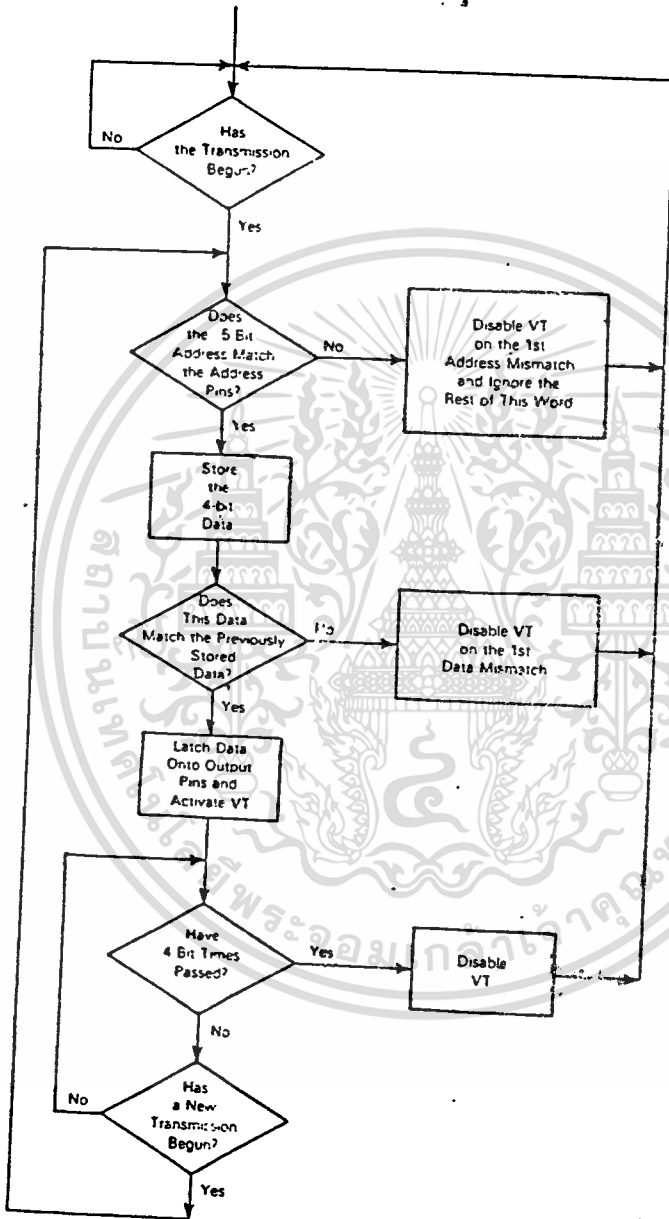 No
Has
the Transmission
Begun?
Yes
Does
the 5 Bit
Address Match
the Address
Pins?
No
Disable VT
on the 1st
Address Mismatch
and Ignore the
Rest of This Word
Yes
Store
the
4-bit
Data
Does
This Data
Match the Previously
Stored
Data?
No
Disable VT
on the 1st
Data Mismatch
Yes
Latch Data
Onto Output
Pins and
Activate VT
Have
4 Bit Times
Passed?
Yes
Disable
VT
No
Has
a New
Transmission
Begun?
No
Yes